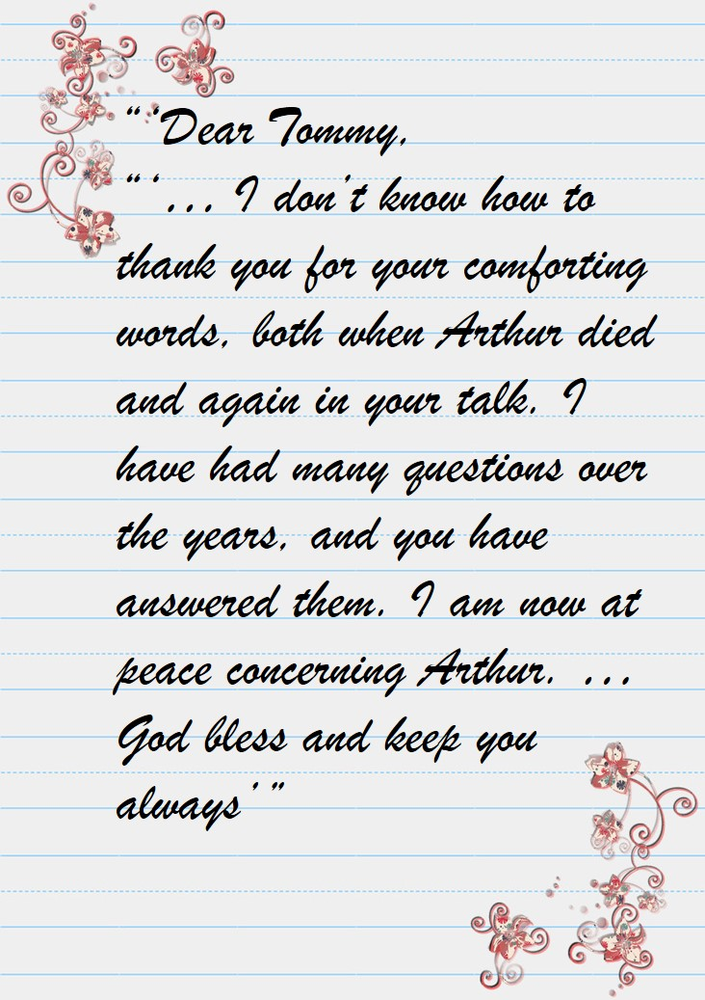 “‘Dear Tommy,
“‘... I don’t know how to
thank you for your comforting
words, both when Arthur died
and again in your talk. I
have had many questions over
the years, and you have
answered them. I am now at
peace concerning Arthur. ...
God bless and keep you
always’”